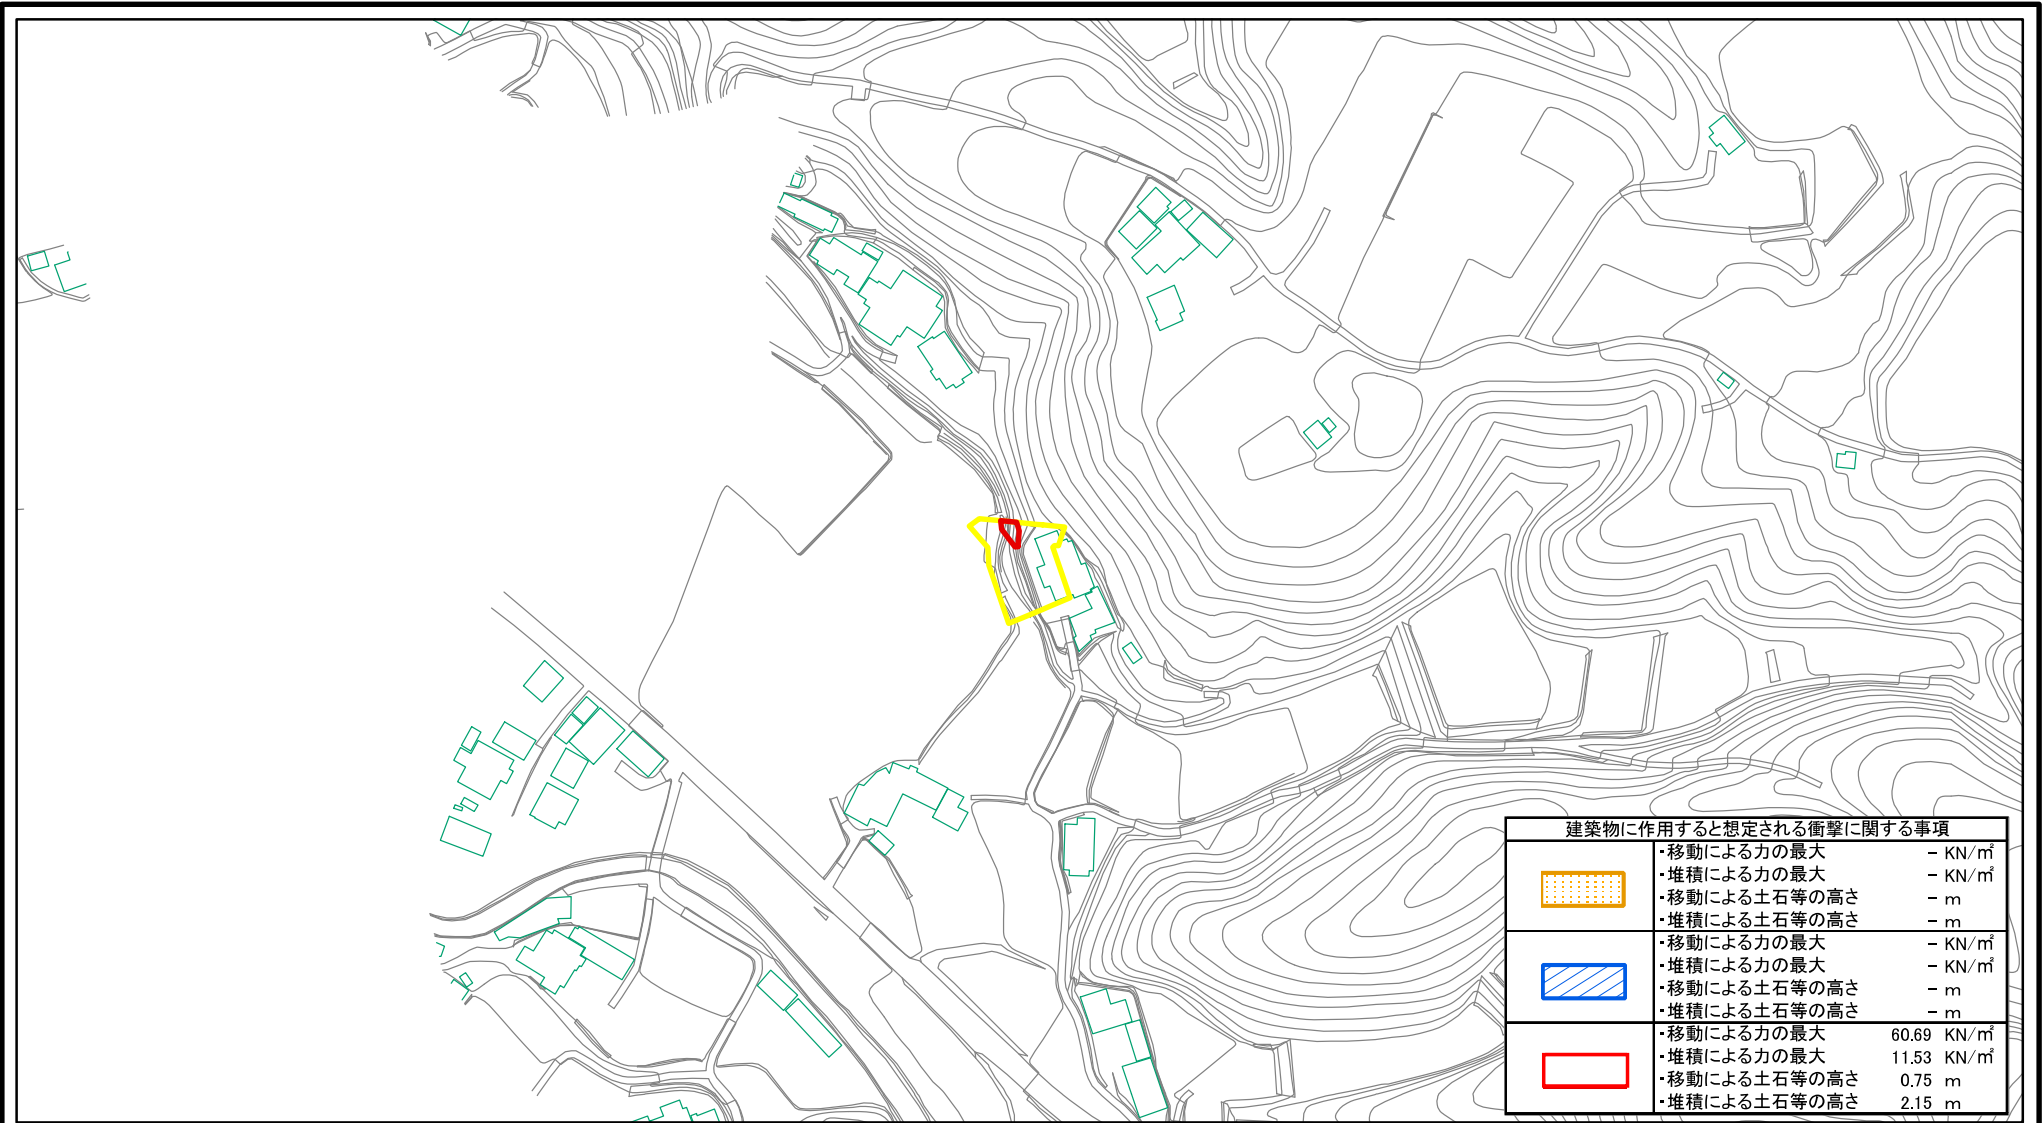 建築物に作用すると想定される衝撃に関する事項
・移動による力の最大 － KN/㎡
・堆積による力の最大 － KN/㎡
・移動による土石等の高さ － m
・堆積による土石等の高さ － m
・移動による力の最大 － KN/㎡
・堆積による力の最大 － KN/㎡
・移動による土石等の高さ － m
・堆積による土石等の高さ － m
・移動による力の最大 60.69 KN/㎡
・堆積による力の最大 11.53 KN/㎡
・移動による土石等の高さ 0.75 m
・堆積による土石等の高さ 2.15 m